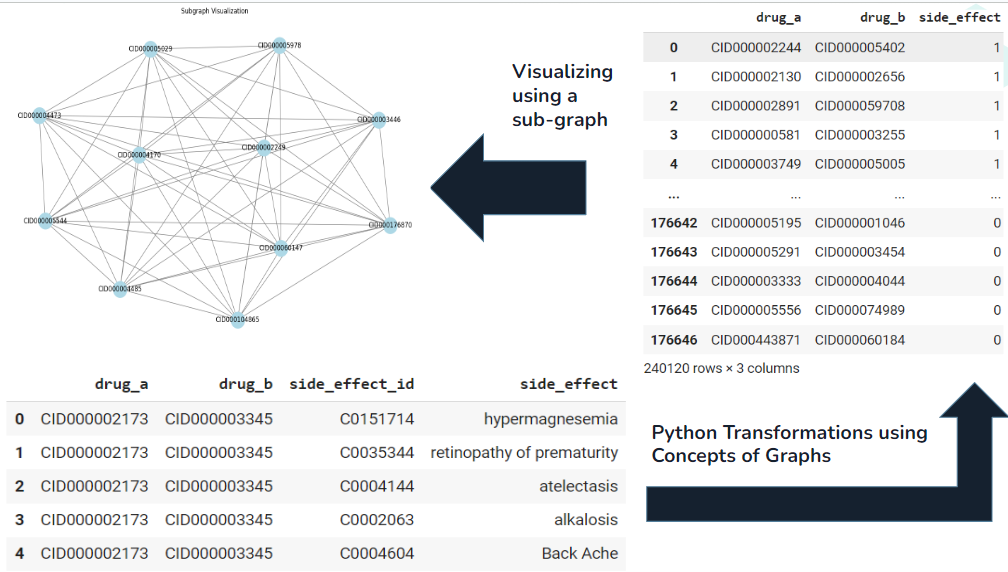 Subgraph Visualization
CID000005029
CID000005978
CID000004473
CID000003446
CID000004170
CID000002249
CID000005544
CID000176870
CID000060147
CID000004485
CID000104865
Visualizing
using a
sub-graph
drug_a drug_b side_effect
0 CID000002244 CID000005402 1
1 CID000002130 CID000002656 1
2 CID000002891 CID000059708 1
3 CID000000581 CID000003255 1
4 CID000003749 CID000005005 1
... ... ... ...
176642 CID000005195 CID000001046 0
176643 CID000005291 CID000003454 0
176644 CID000003333 CID000004044 0
176645 CID000005556 CID000074989 0
176646 CID000443871 CID000060184 0
240120 rows × 3 columns
drug_a drug_b side_effect_id side_effect
0 CID000002173 CID000003345 C0151714 hypermagnesemia
1 CID000002173 CID000003345 C0035344 retinopathy of prematurity
2 CID000002173 CID000003345 C0004144 atelectasis
3 CID000002173 CID000003345 C0002063 alkalosis
4 CID000002173 CID000003345 C0004604 Back Ache
Python Transformations using
Concepts of Graphs